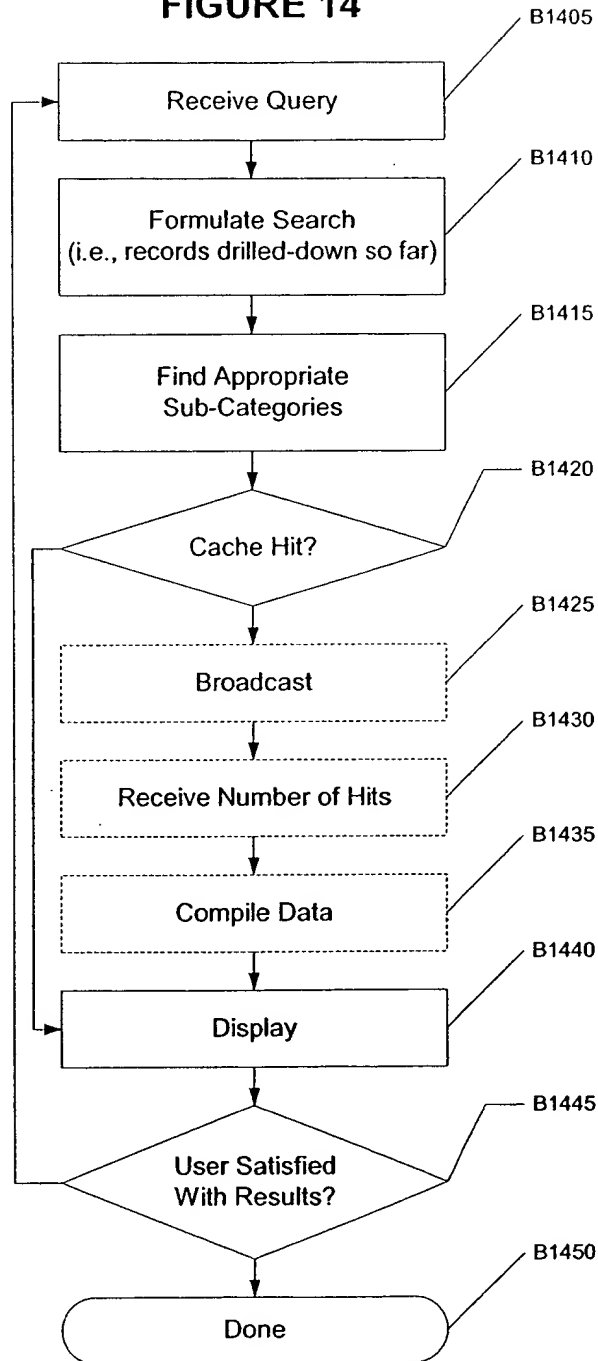 FIGURE 14
B1405
Receive Query
B1410
Formulate Search
(i.e., records drilled-down so far)
B1415
Find Appropriate
Sub-Categories
B1420
Cache Hit?
B1425
Broadcast
B1430
Receive Number of Hits
B1435
Compile Data
B1440
Display
B1445
User Satisfied
With Results?
B1450
Done